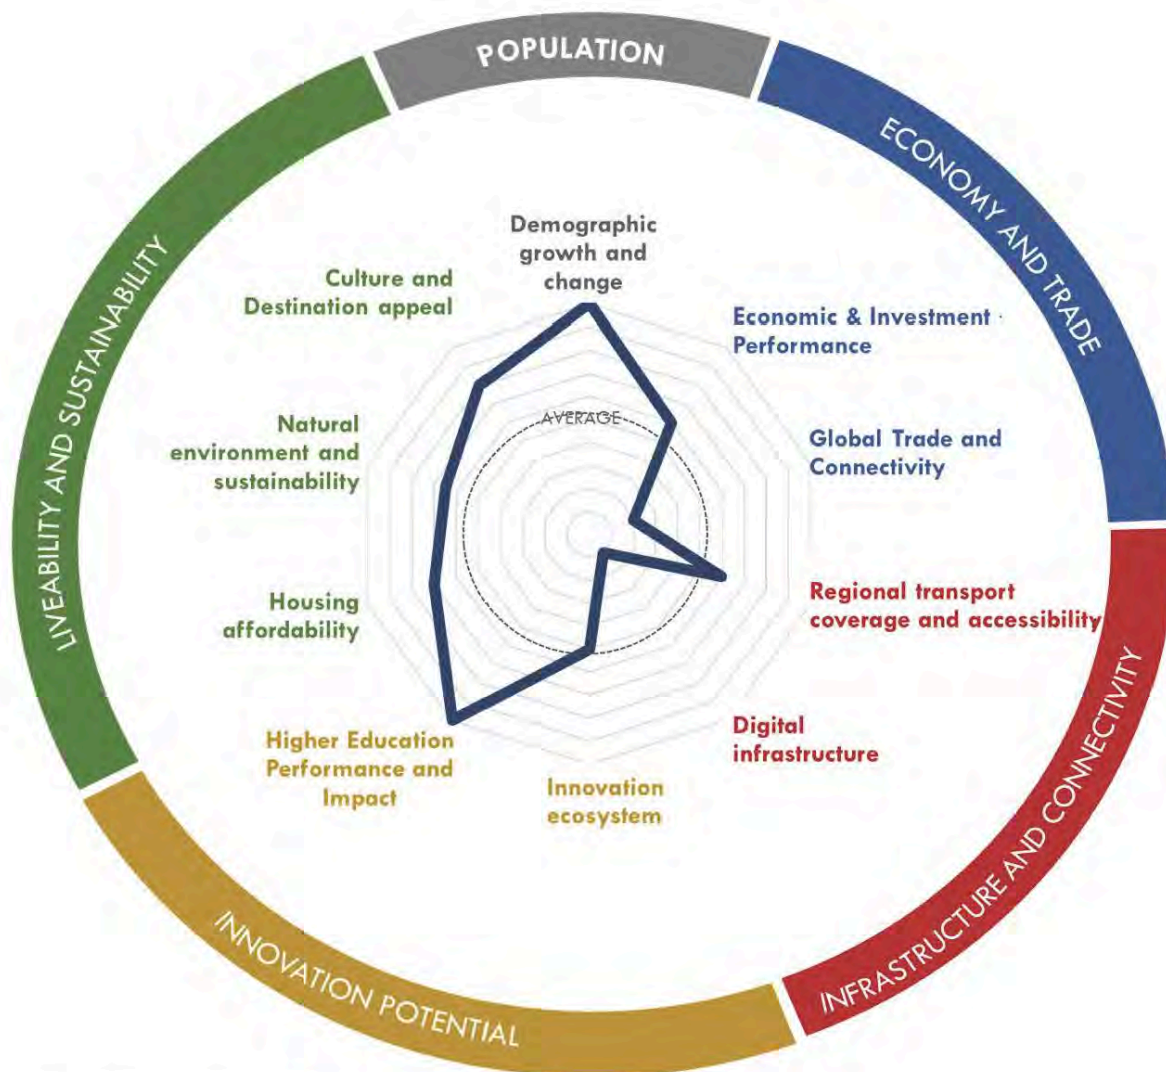 POPULATION
ECONOMY AND TRADE
INFRASTRUCTURE AND CONNECTIVITY
INNOVATION POTENTIAL
LIVEABILITY AND SUSTAINABILITY
Demographic
growth and
change
Economic & Investment
Performance
Global Trade and
Connectivity
Regional transport
coverage and accessibility
Digital
infrastructure
Innovation
ecosystem
Higher Education
Performance and
Impact
Housing
affordability
Natural
environment and
sustainability
Culture and
Destination appeal
AVERAGE